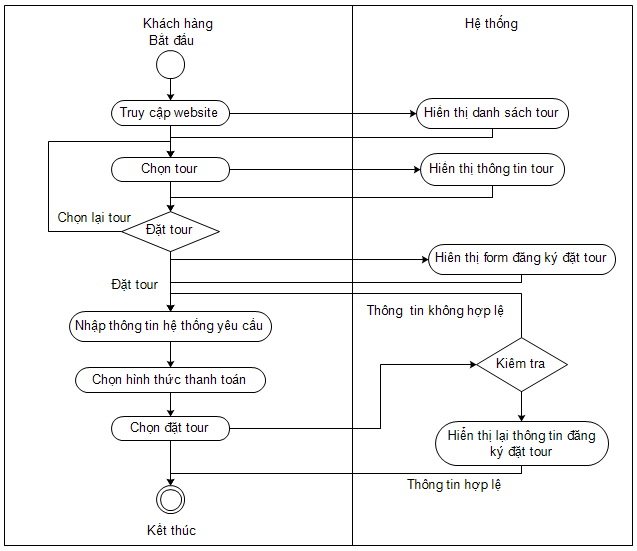 Khách hàng
Hệ thống
Bắt đầu
Truy cập website
Hiển thị danh sách tour
Chọn tour
Hiển thị thông tin tour
Chọn lại tour
Đặt tour
Hiên thị form đăng ký đặt tour
Đặt tour
Thông tin không hợp lệ
Nhập thông tin hệ thống yêu cầu
Kiêm tra
Chọn hình thức thanh toán
Chọn đặt tour
Hiển thị lại thông tin đăng
ký đặt tour
Thông tin hợp lệ
Kết thúc